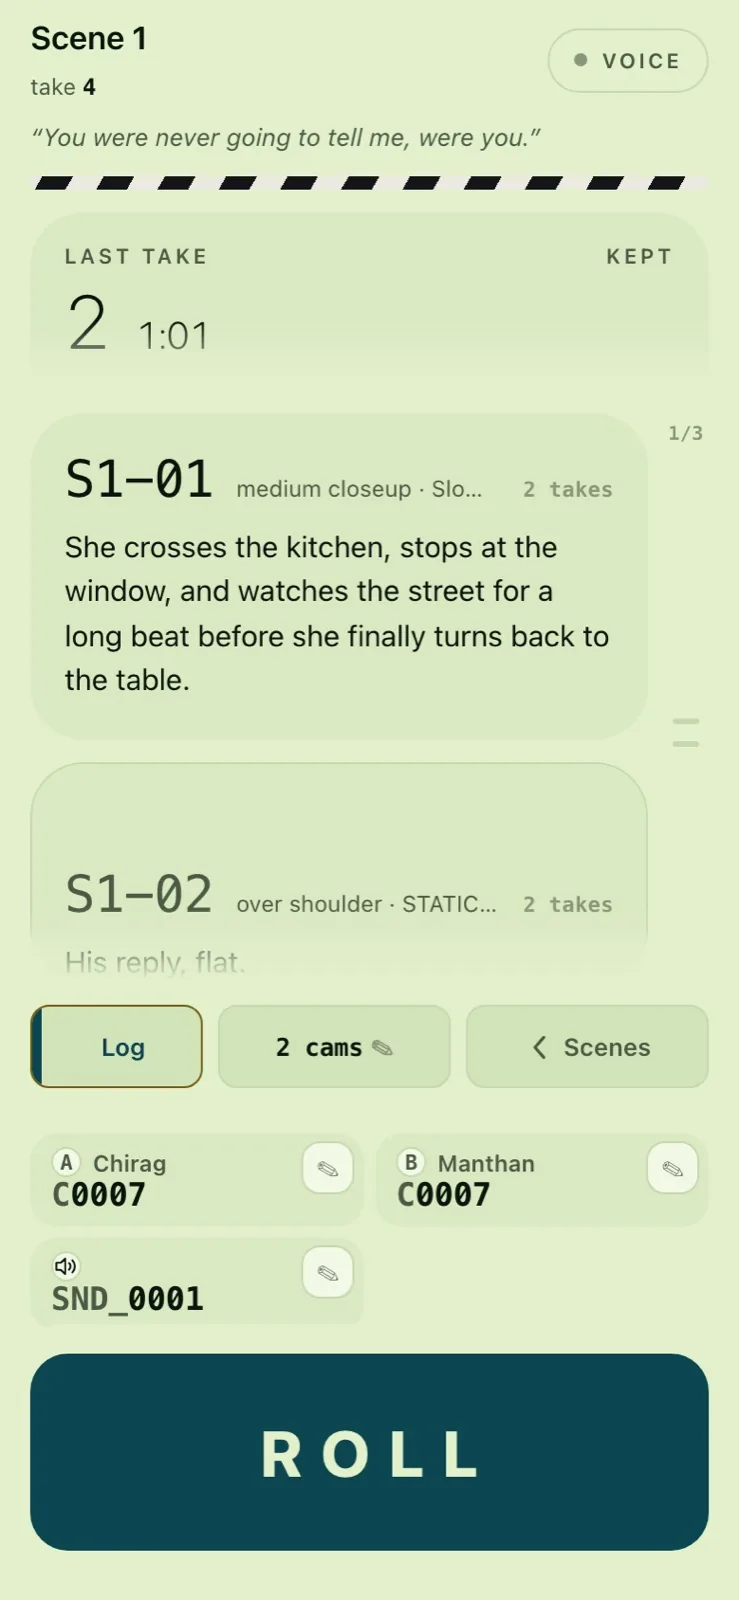 Scene 1
take 4
VOICE
“You were never going to tell me, were you.”
LAST TAKE
KEPT
2 1:01
1/3
S1–01 medium closeup · Slo... 2 takes
She crosses the kitchen, stops at the
window, and watches the street for a
long beat before she finally turns back to
the table.
S1–02 over shoulder · STATIC... 2 takes
His reply, flat.
Log
2 cams
Scenes
A Chirag
C0007
B Manthan
C0007
SND_0001
ROLL